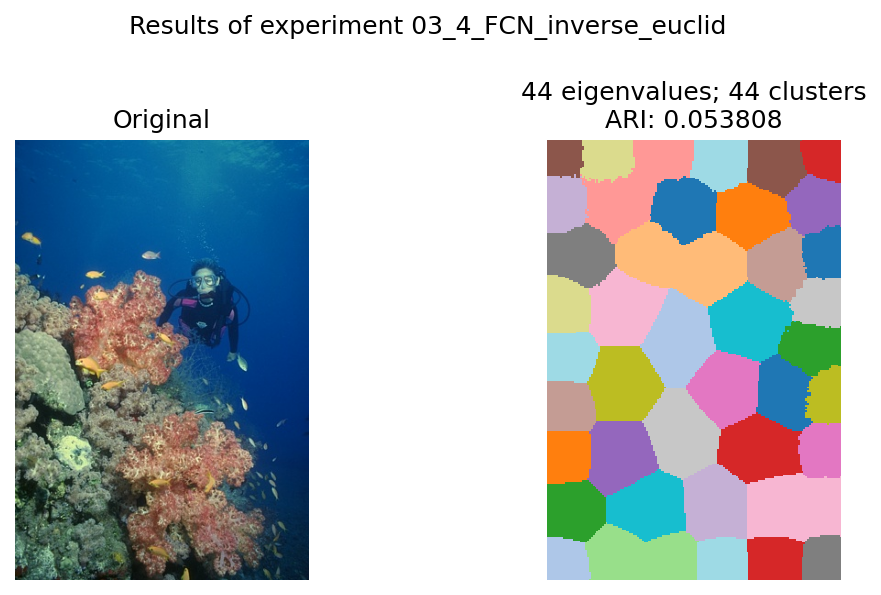 Results of experiment 03_4_FCN_inverse_euclid
Original
44 eigenvalues; 44 clusters
ARI: 0.053808